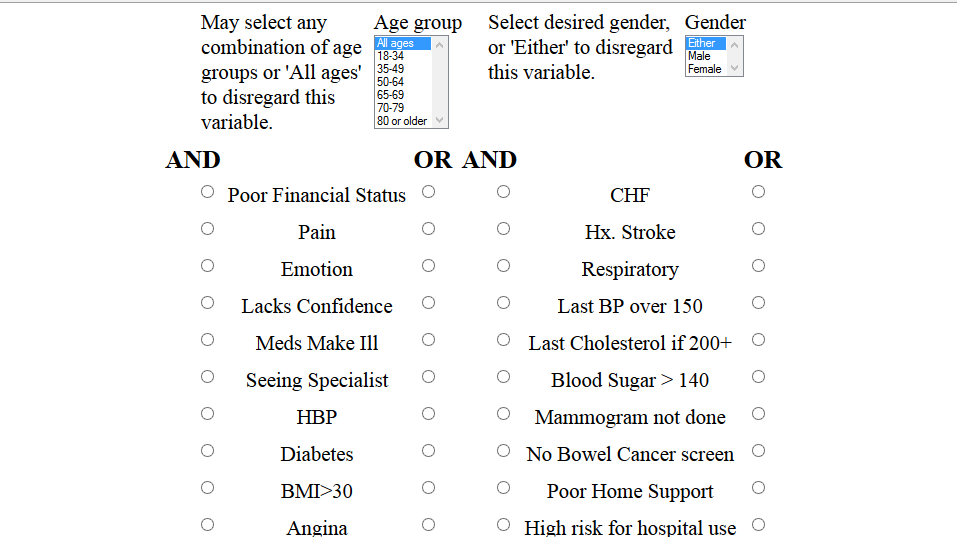 May select any
combination of age
groups or 'All ages'
to disregard this
variable.
Age group
All ages
18-34
35-49
50-64
65-69
70-79
80 or older
Select desired gender,
or 'Either' to disregard
this variable.
Gender
Either
Male
Female
AND OR AND OR
Poor Financial Status CHF
Pain Hx. Stroke
Emotion Respiratory
Lacks Confidence Last BP over 150
Meds Make Ill Last Cholesterol if 200+
Seeing Specialist Blood Sugar > 140
HBP Mammogram not done
Diabetes No Bowel Cancer screen
BMI>30 Poor Home Support
Angina High risk for hospital use